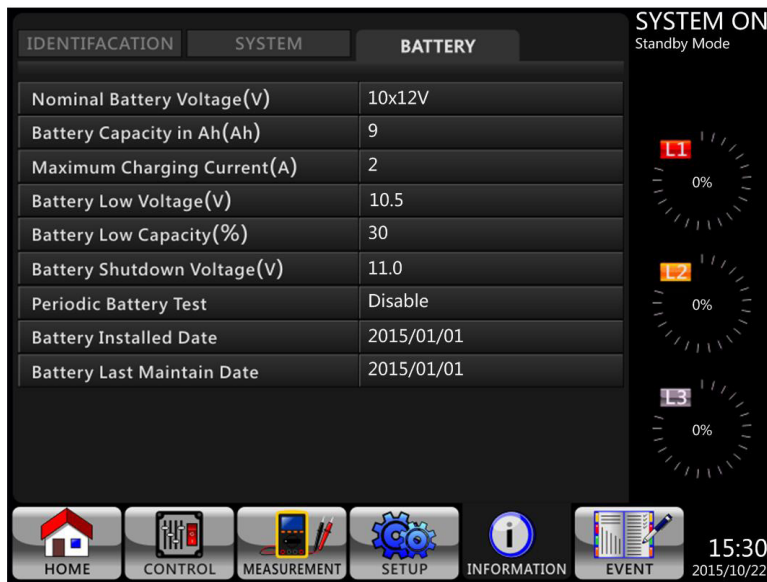 SYSTEM ON
Standby Mode
IDENTIFACATION SYSTEM BATTERY
Nominal Battery Voltage(V) 10x12V
Battery Capacity in Ah(Ah) 9
Maximum Charging Current(A) 2
Battery Low Voltage(V) 10.5
Battery Low Capacity(%) 30
Battery Shutdown Voltage(V) 11.0
Periodic Battery Test Disable
Battery Installed Date 2015/01/01
Battery Last Maintain Date 2015/01/01
L1
0%
L2
0%
L3
0%
HOME CONTROL MEASUREMENT SETUP INFORMATION EVENT
15:30
2015/10/22